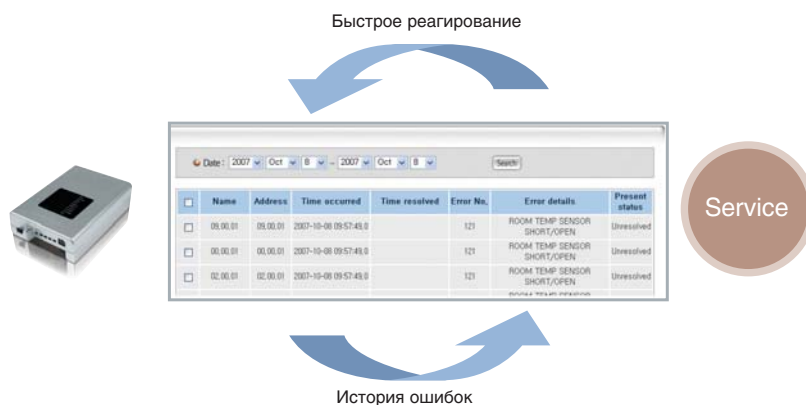 Быстрое реагирование
Date : 2007 Oct 8 ~ 2007 Oct 8 Search
Name Address Time occurred Time resolved Error No. Error details Present status
09.00.01 09.00.01 2007-10-08 09:57:49.0 121 ROOM TEMP SENSOR SHORT/OPEN Unresolved
00.00.01 00.00.01 2007-10-08 09:57:49.0 121 ROOM TEMP SENSOR SHORT/OPEN Unresolved
02.00.01 02.00.01 2007-10-08 09:57:49.0 121 ROOM TEMP SENSOR SHORT/OPEN Unresolved
ROOM TEMP SENSOR
Service
История ошибок